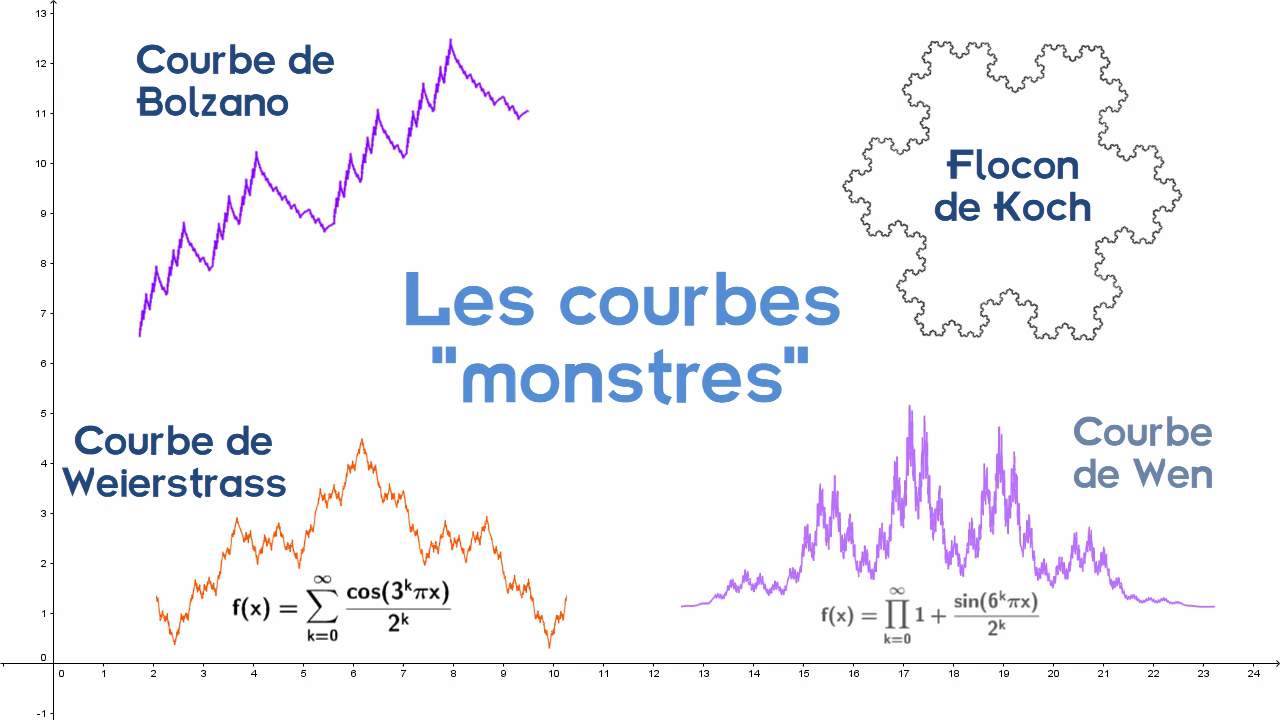 Courbe de
Bolzano
Flocon
de Koch
Les courbes
"monstres"
Courbe de
Weierstrass
Courbe
de Wen
f(x) = ∑_{k=0}^{∞} cos(3^kπx)/2^k
f(x) = ∏_{k=0}^{∞} 1 + sin(6^kπx)/2^k
13
12
11
10
9
8
7
6
5
4
3
2
1
0
-1
0 1 2 3 4 5 6 7 8 9 10 11 12 13 14 15 16 17 18 19 20 21 22 23 24